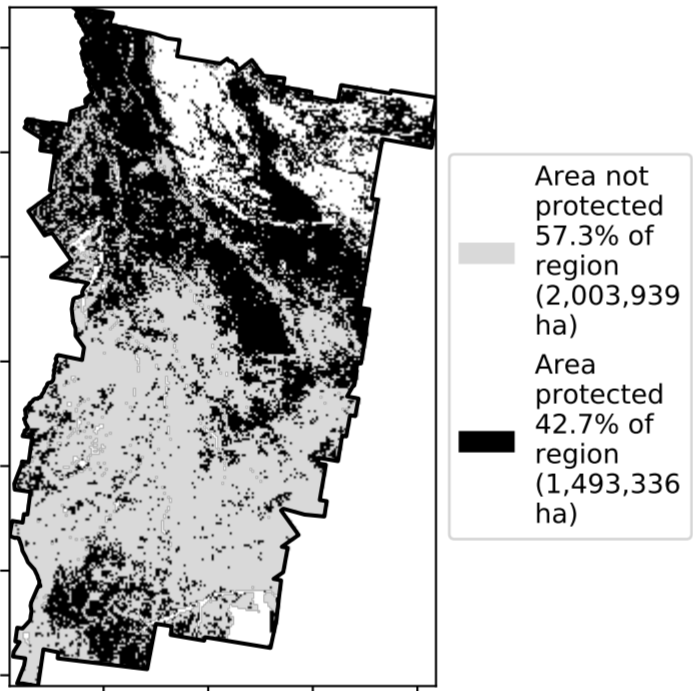 Area not
protected
57.3% of
region
(2,003,939
ha)
Area
protected
42.7% of
region
(1,493,336
ha)